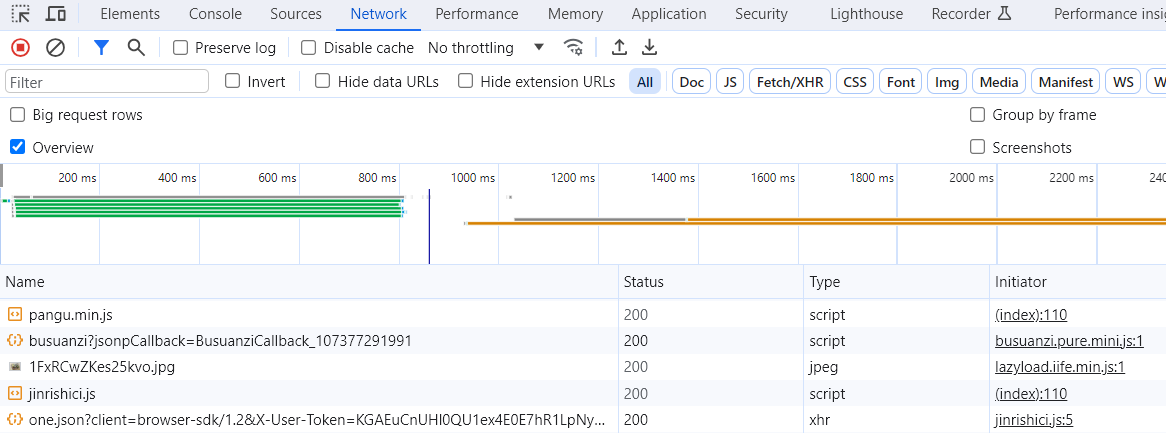 Elements Console Sources Network Performance Memory Application Security Lighthouse Recorder Performance insig
Preserve log Disable cache No throttling
Filter Invert Hide data URLs Hide extension URLs All Doc JS Fetch/XHR CSS Font Img Media Manifest WS W
Big request rows Group by frame
Overview Screenshots
200 ms 400 ms 600 ms 800 ms 1000 ms 1200 ms 1400 ms 1600 ms 1800 ms 2000 ms 2200 ms 240
Name Status Type Initiator
pangu.min.js 200 script (index):110
busuanzi?jsonpCallback=BusuanziCallback_107377291991 200 script busuanzi.pure.mini.js:1
1FxRCwZKes25kvo.jpg 200 jpeg lazyload.iife.min.js:1
jinrishici.js 200 script (index):110
one.json?client=browser-sdk/1.2&X-User-Token=KGAEuCnUHI0QU1ex4E0E7hR1LpNy... 200 xhr jinrishici.js:5